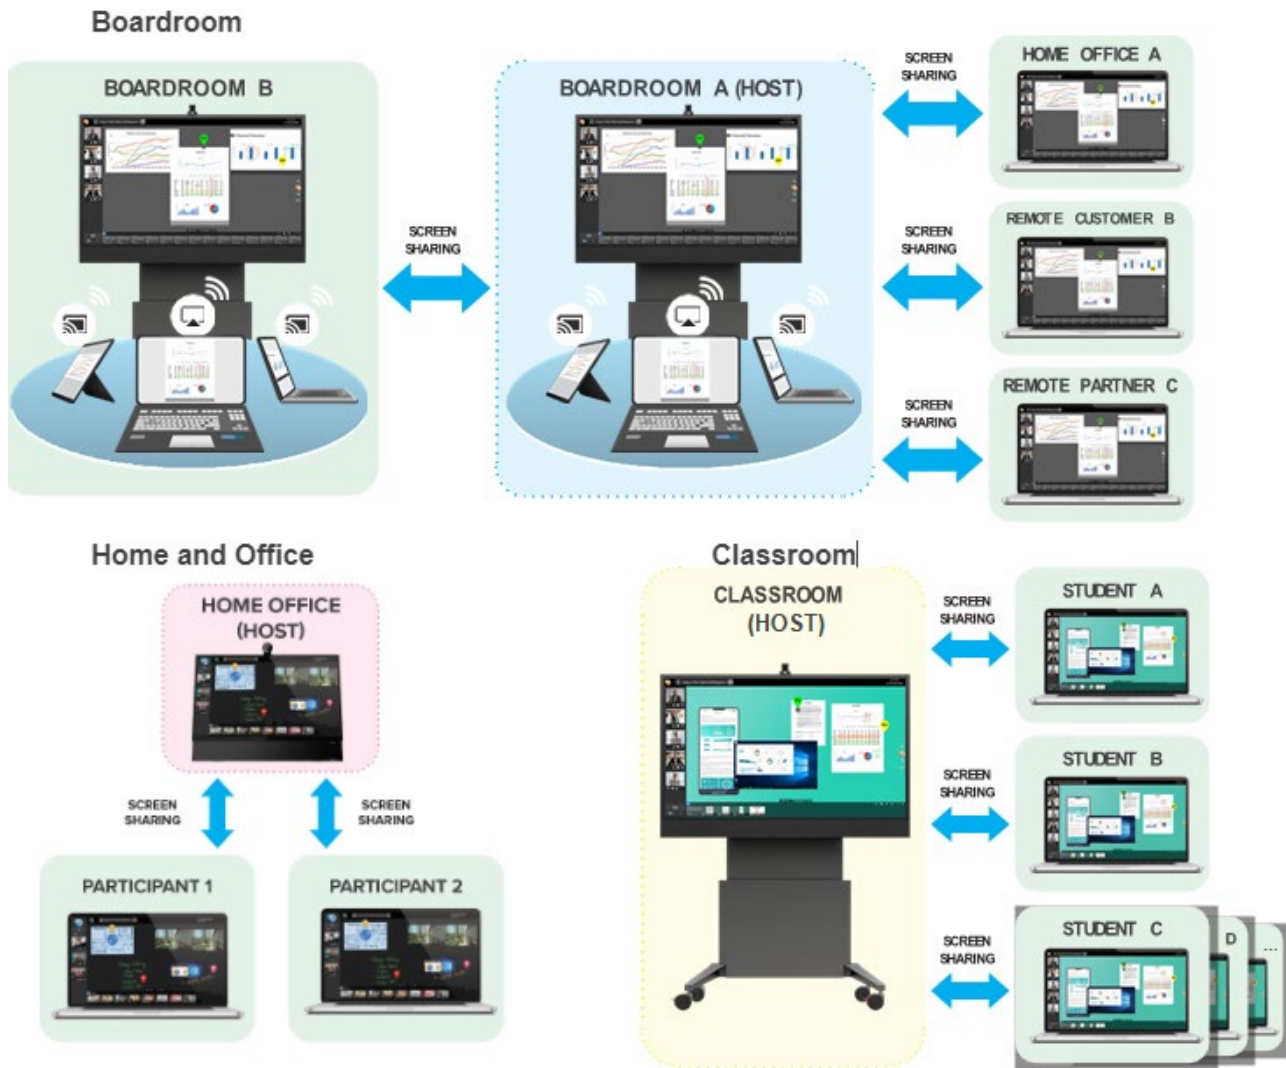 Boardroom
BOARDROOM B
SCREEN
SHARING
BOARDROOM A (HOST)
SCREEN
SHARING
HOME OFFICE A
SCREEN
SHARING
REMOTE CUSTOMER B
SCREEN
SHARING
REMOTE PARTNER C
Home and Office
HOME OFFICE
(HOST)
SCREEN
SHARING
SCREEN
SHARING
PARTICIPANT 1
PARTICIPANT 2
Classroom
CLASSROOM
(HOST)
SCREEN
SHARING
STUDENT A
SCREEN
SHARING
STUDENT B
SCREEN
SHARING
STUDENT C
D
...